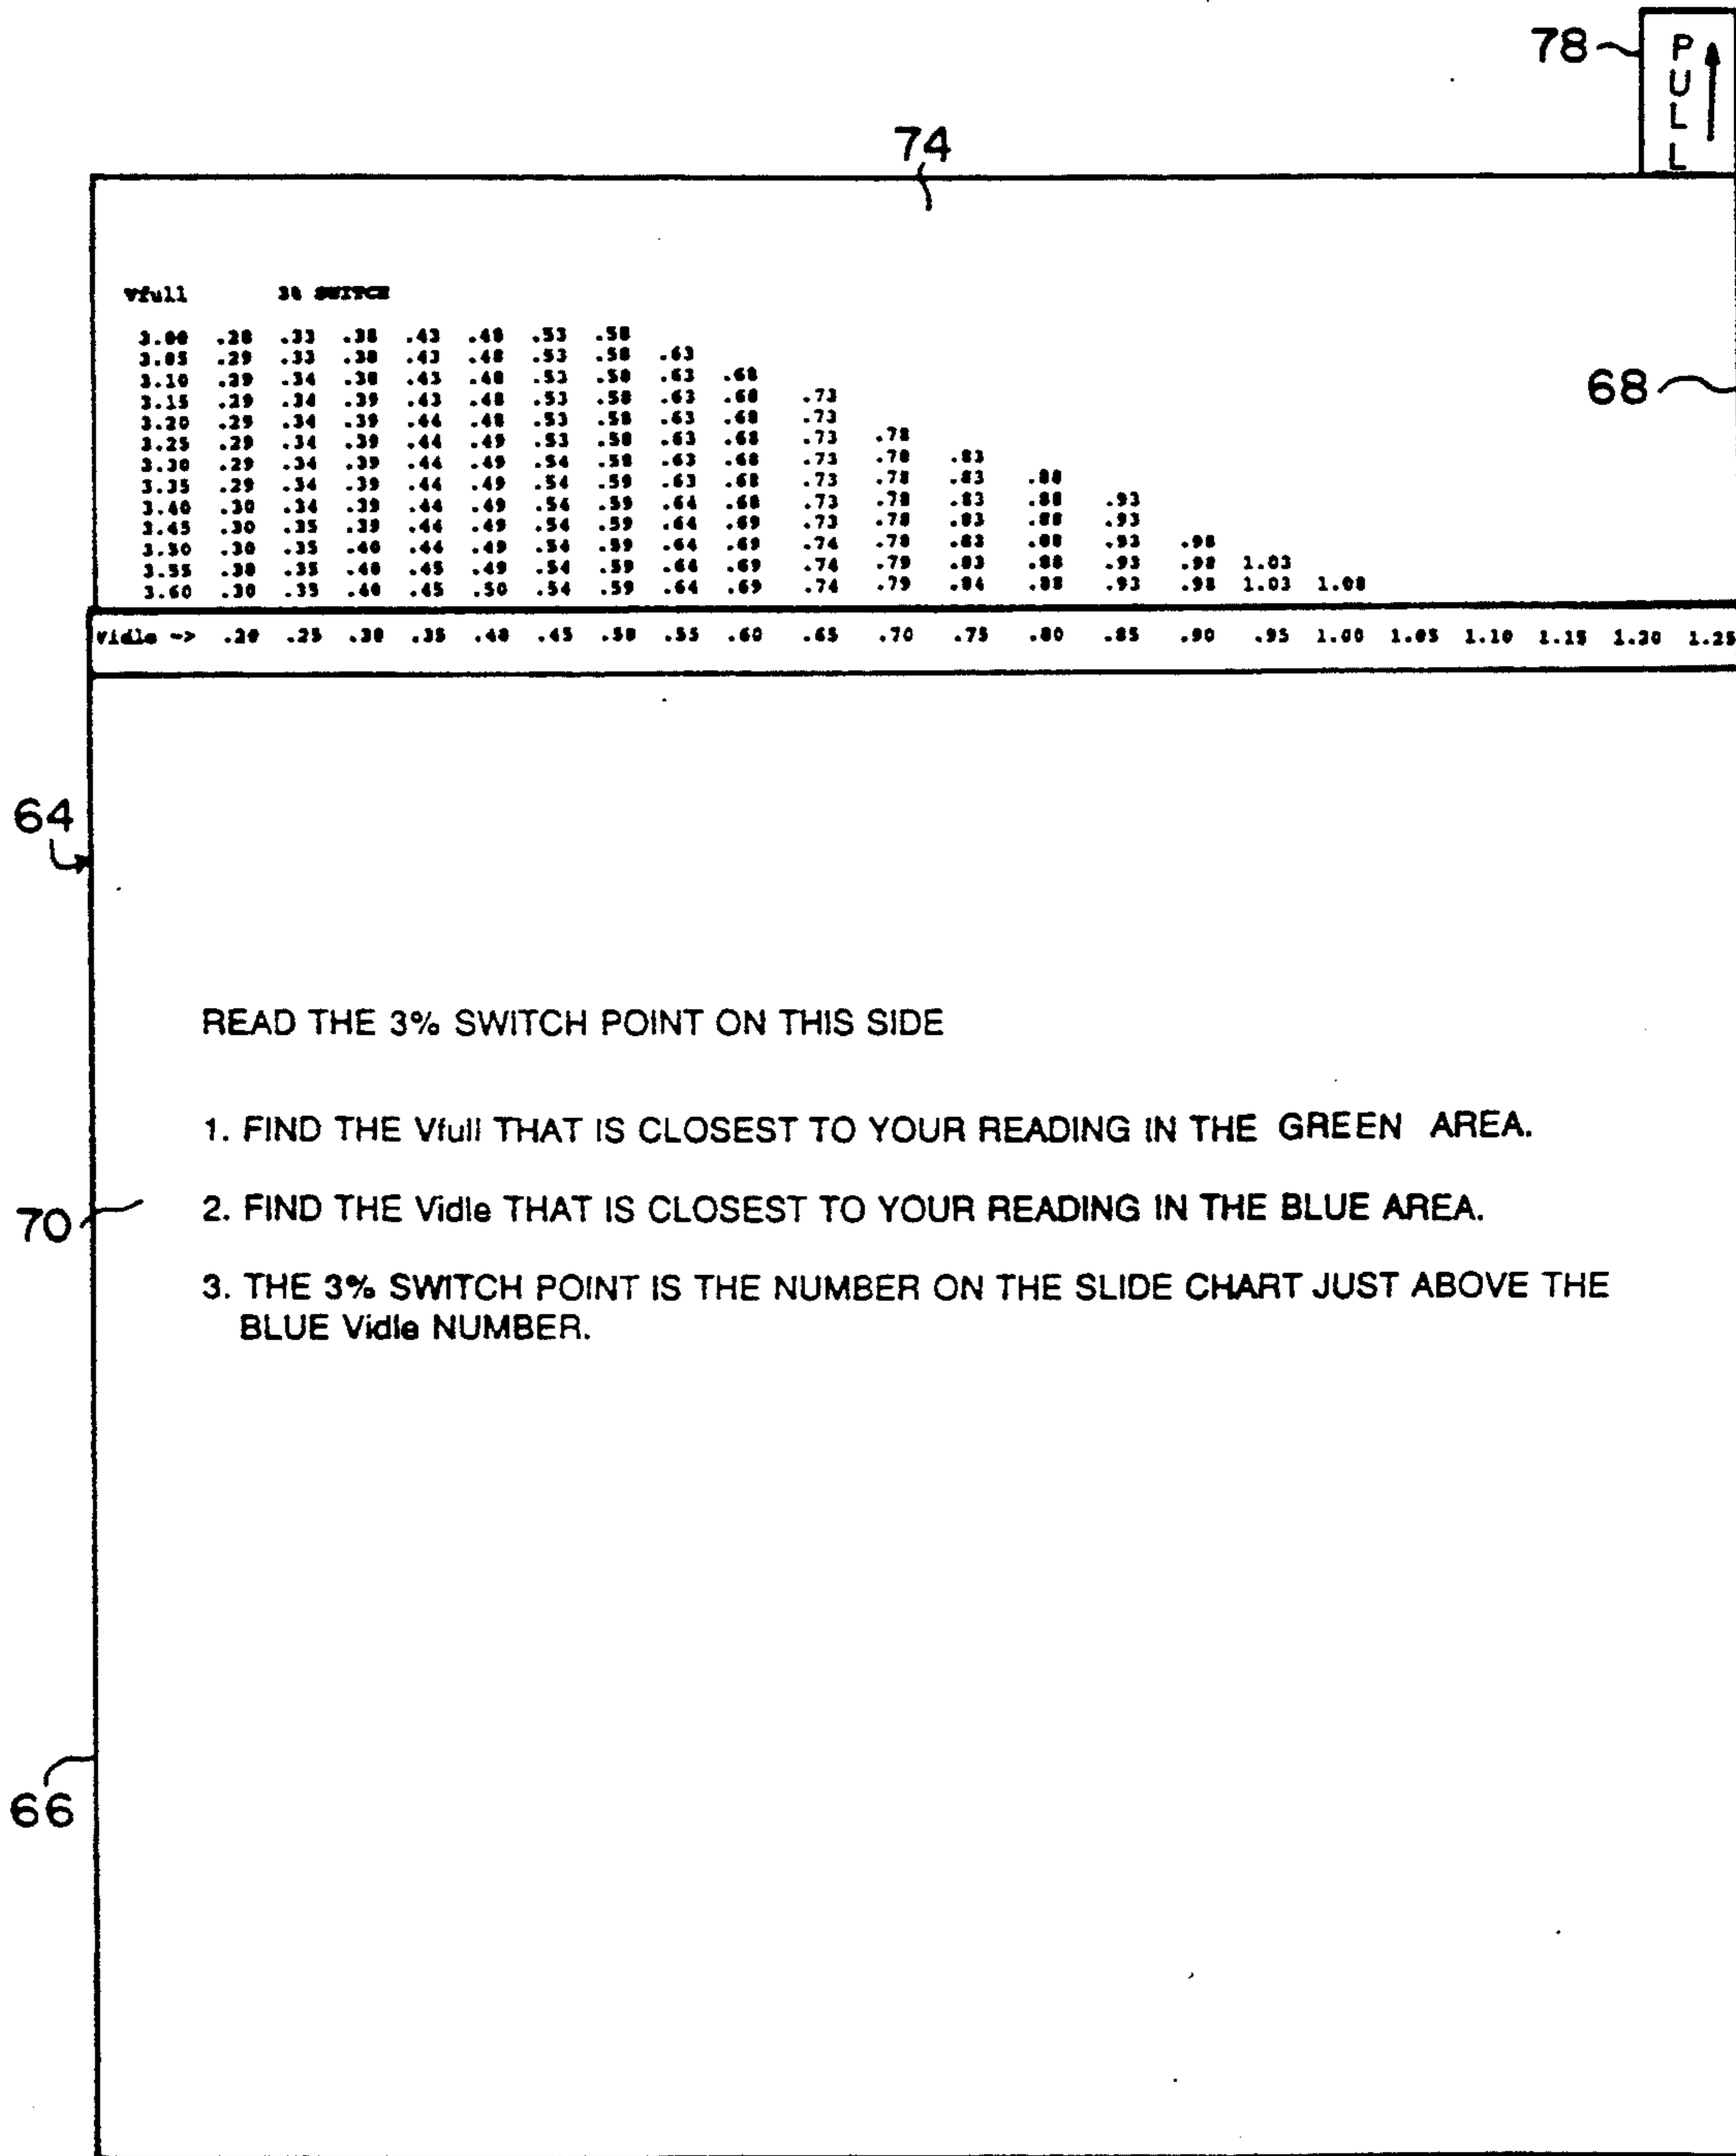 78
PULL
74
Vfull 3% SWITCH
68
3.00 .28 .33 .38 .43 .48 .53 .58
3.05 .29 .33 .38 .43 .48 .53 .58 .63
3.10 .29 .34 .38 .43 .48 .53 .58 .63 .68
3.15 .29 .34 .39 .43 .48 .53 .58 .63 .68 .73
3.20 .29 .34 .39 .44 .48 .53 .58 .63 .68 .73
3.25 .29 .34 .39 .44 .49 .53 .58 .63 .68 .73 .78
3.30 .29 .34 .39 .44 .49 .54 .58 .63 .68 .73 .78 .83
3.35 .29 .34 .39 .44 .49 .54 .59 .63 .68 .73 .78 .83 .88
3.40 .30 .34 .39 .44 .49 .54 .59 .64 .68 .73 .78 .83 .88 .93
3.45 .30 .35 .39 .44 .49 .54 .59 .64 .69 .73 .78 .83 .88 .93
3.50 .30 .35 .40 .44 .49 .54 .59 .64 .69 .74 .78 .83 .88 .93 .98
3.55 .30 .35 .40 .45 .49 .54 .59 .64 .69 .74 .79 .83 .88 .93 .98 1.03
3.60 .30 .35 .40 .45 .50 .54 .59 .64 .69 .74 .79 .84 .88 .93 .98 1.03 1.08
Vidle -> .20 .25 .30 .35 .40 .45 .50 .55 .60 .65 .70 .75 .80 .85 .90 .95 1.00 1.05 1.10 1.15 1.20 1.25
64
READ THE 3% SWITCH POINT ON THIS SIDE
1. FIND THE Vfull THAT IS CLOSEST TO YOUR READING IN THE GREEN AREA.
70
2. FIND THE Vidle THAT IS CLOSEST TO YOUR READING IN THE BLUE AREA.
3. THE 3% SWITCH POINT IS THE NUMBER ON THE SLIDE CHART JUST ABOVE THE
BLUE Vidle NUMBER.
66